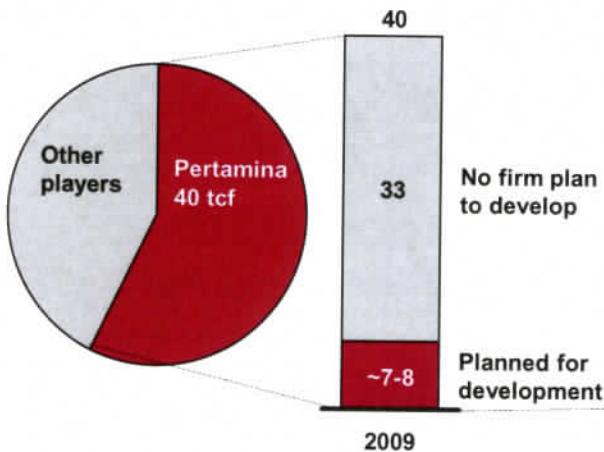 40
Other
players
Pertamina
40 tcf
33
No firm plan
to develop
~7-8
Planned for
development
2009